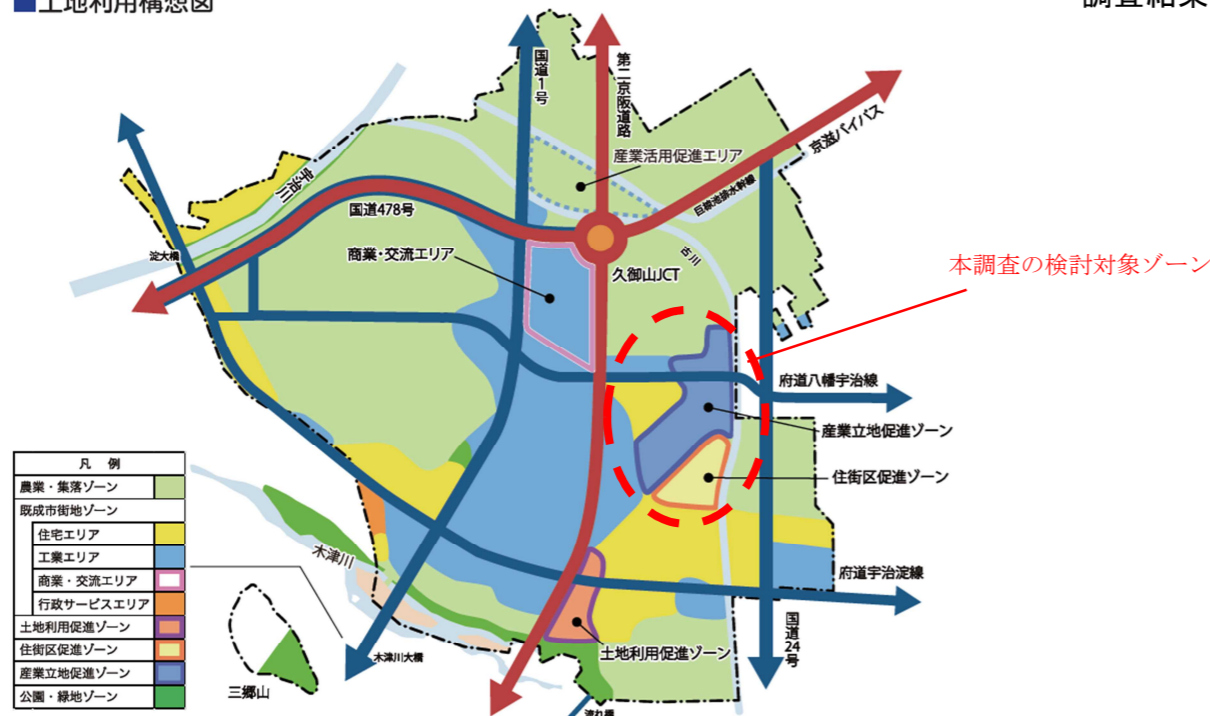 ■土地利用構想図
調査結果
国道1号
第二京阪道路
京滋バイパス
産業活用促進エリア
宇治川
巨椋池排水幹線
国道478号
古川
淀大橋
商業・交流エリア
久御山JCT
本調査の検討対象ゾーン
府道八幡宇治線
産業立地促進ゾーン
住街区促進ゾーン
凡 例
農業・集落ゾーン
既成市街地ゾーン
住宅エリア
工業エリア
商業・交流エリア
行政サービスエリア
土地利用促進ゾーン
住街区促進ゾーン
産業立地促進ゾーン
公園・緑地ゾーン
木津川
府道宇治淀線
国道24号
土地利用促進ゾーン
木津川大橋
三郷山
流れ橋